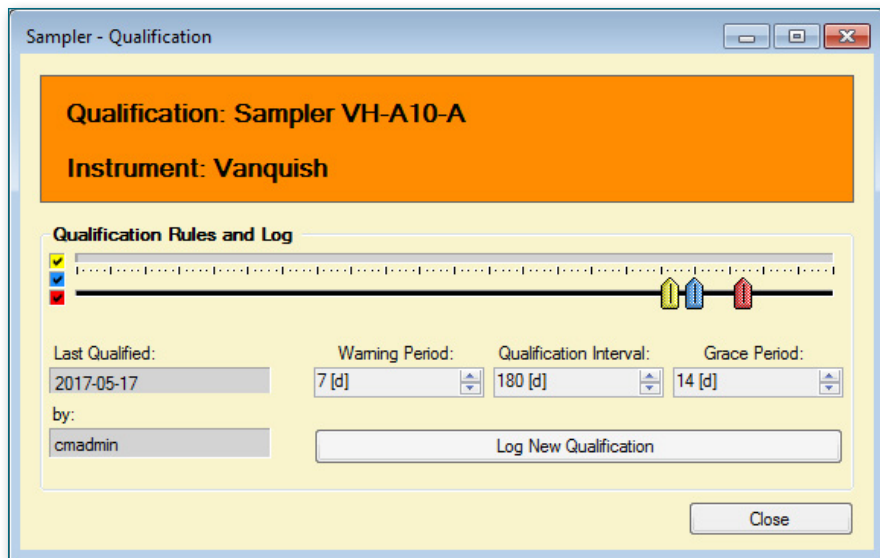 Sampler - Qualification
Qualification: Sampler VH-A10-A
Instrument: Vanquish
Qualification Rules and Log
Last Qualified:
Warning Period:
Qualification Interval:
Grace Period:
2017-05-17
7 [d]
180 [d]
14 [d]
by:
cmadmin
Log New Qualification
Close